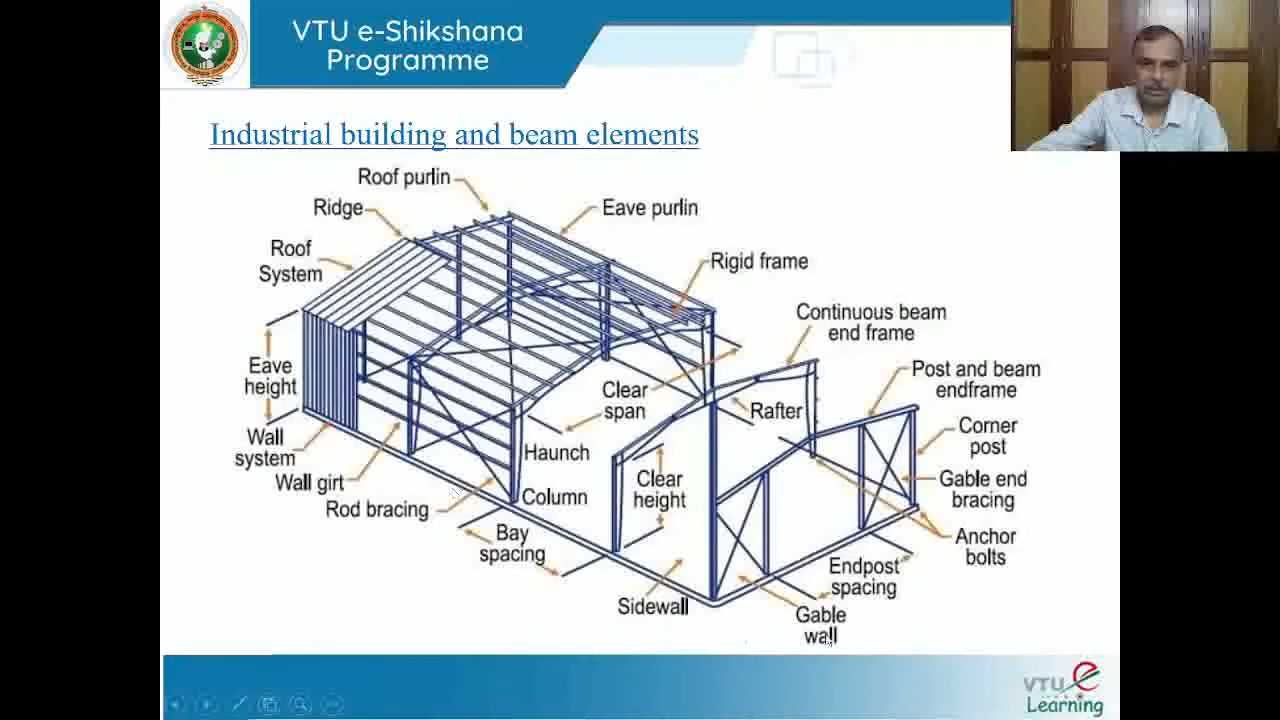 VTU e-Shikshana
Programme
Industrial building and beam elements
Roof purlin
Ridge
Eave purlin
Roof
System
Rigid frame
Continuous beam
end frame
Eave
height
Post and beam
endframe
Clear
span
Rafter
Corner
post
Wall
system
Haunch
Clear
height
Gable end
bracing
Wall girt
Column
Rod bracing
Bay
spacing
Anchor
bolts
Endpost
spacing
Sidewall
Gable
wall
VTU e
Learning